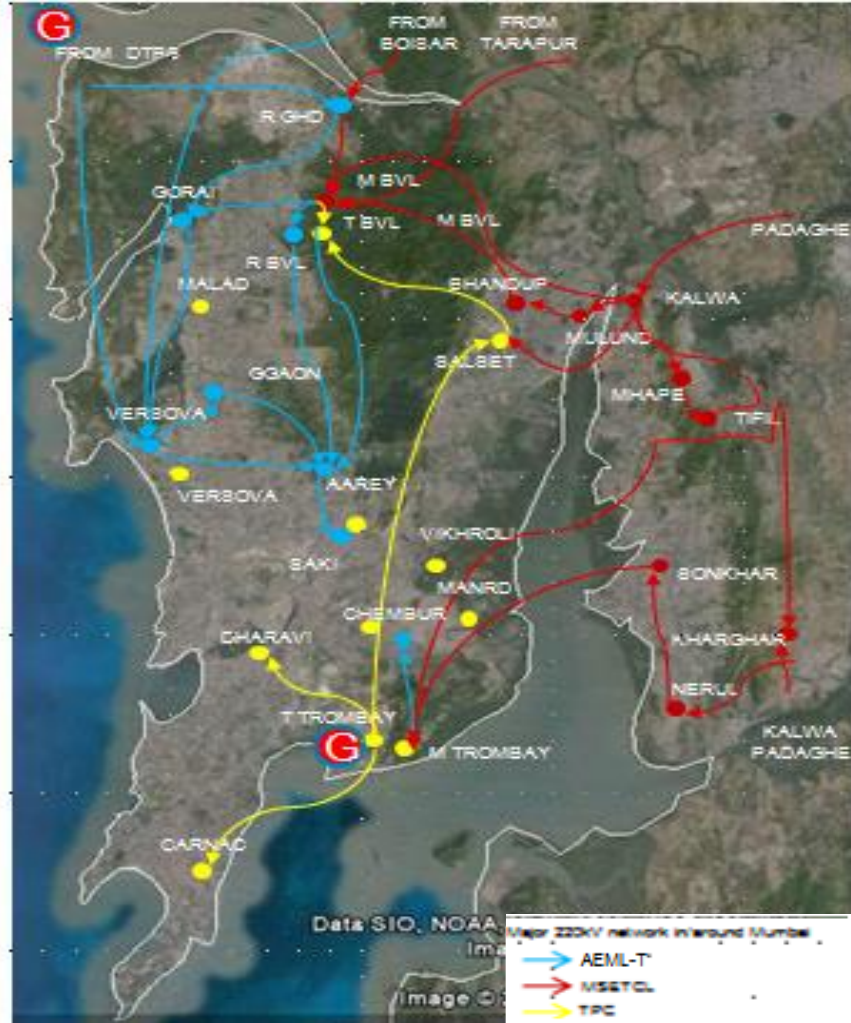 G
FROM
BOISAR
FROM
TARAPUR
FROM DTPS
R GHD
M BVL
GORAI
T BVL
M BVL
PADAGHE
R BVL
MALAD
BHANDUP
KALWA
MULUND
SALSET
GGAON
MHAPE
TIFIL
VERSOVA
AAREY
VERSOVA
VIKHROLI
SAKI
SONKHAR
MANRD
CHEMBUR
DHARAVI
KHARGHAR
NERUL
T TROMBAY
G
M TROMBAY
KALWA
PADAGHE
CARNAC
Data SIO, NOAA,
Major 220kV network in/around Mumbai
Ima
AEML-T'
MSETCL
Image ©
TPC